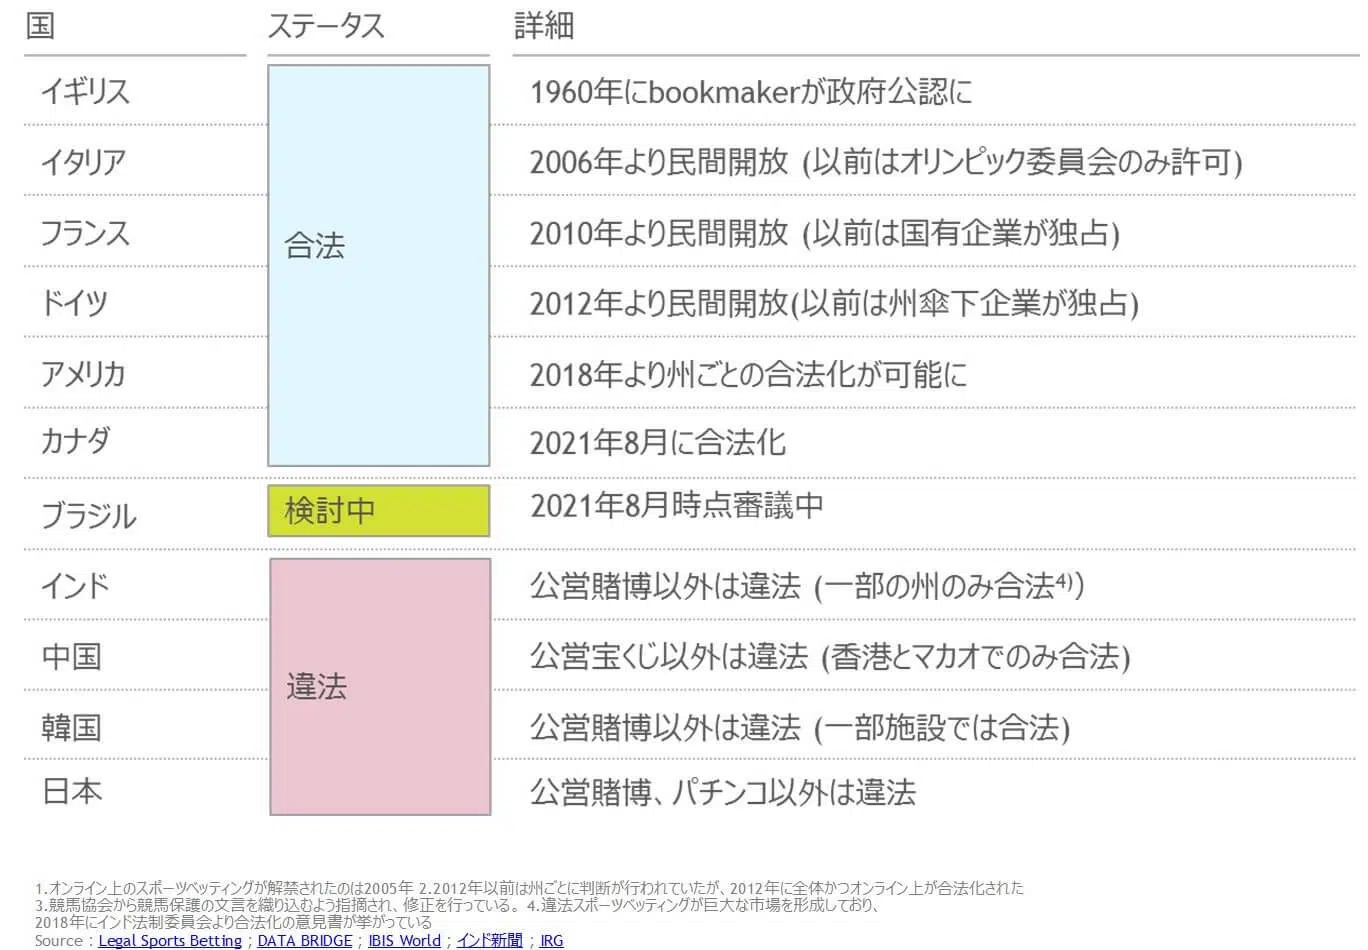 国 ステータス 詳細
イギリス 1960年にbookmakerが政府公認に
イタリア 2006年より民間開放 (以前はオリンピック委員会のみ許可)
フランス 合法 2010年より民間開放 (以前は国有企業が独占)
ドイツ 2012年より民間開放(以前は州傘下企業が独占)
アメリカ 2018年より州ごとの合法化が可能に
カナダ 2021年8月に合法化
ブラジル 検討中 2021年8月時点審議中
インド 公営賭博以外は違法 (一部の州のみ合法4))
中国 違法 公営宝くじ以外は違法 (香港とマカオでのみ合法)
韓国 公営賭博以外は違法 (一部施設では合法)
日本 公営賭博、パチンコ以外は違法
1.オンライン上のスポーツベッティングが解禁されたのは2005年 2.2012年以前は州ごとに判断が行われていたが、2012年に全体かつオンライン上が合法化された
3.競馬協会から競馬保護の文言を織り込むよう指摘され、修正を行っている。 4.違法スポーツベッティングが巨大な市場を形成しており、
2018年にインド法制委員会より合法化の意見書が挙がっている
Source : Legal Sports Betting ; DATA BRIDGE ; IBIS World ; インド新聞 ; IRG